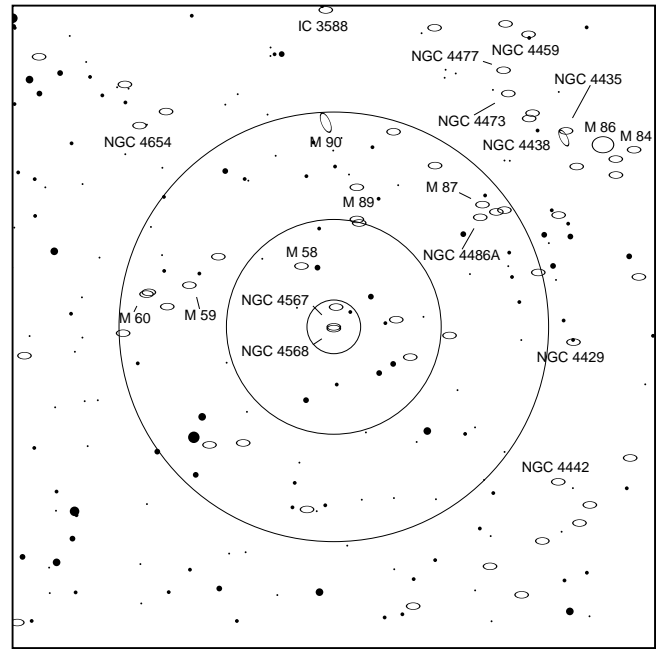 IC 3588
NGC 4477
NGC 4459
NGC 4435
NGC 4473
NGC 4654
M 90
NGC 4438
M 86
M 84
M 87
M 89
M 58
NGC 4486A
NGC 4567
M 60
M 59
NGC 4568
NGC 4429
NGC 4442